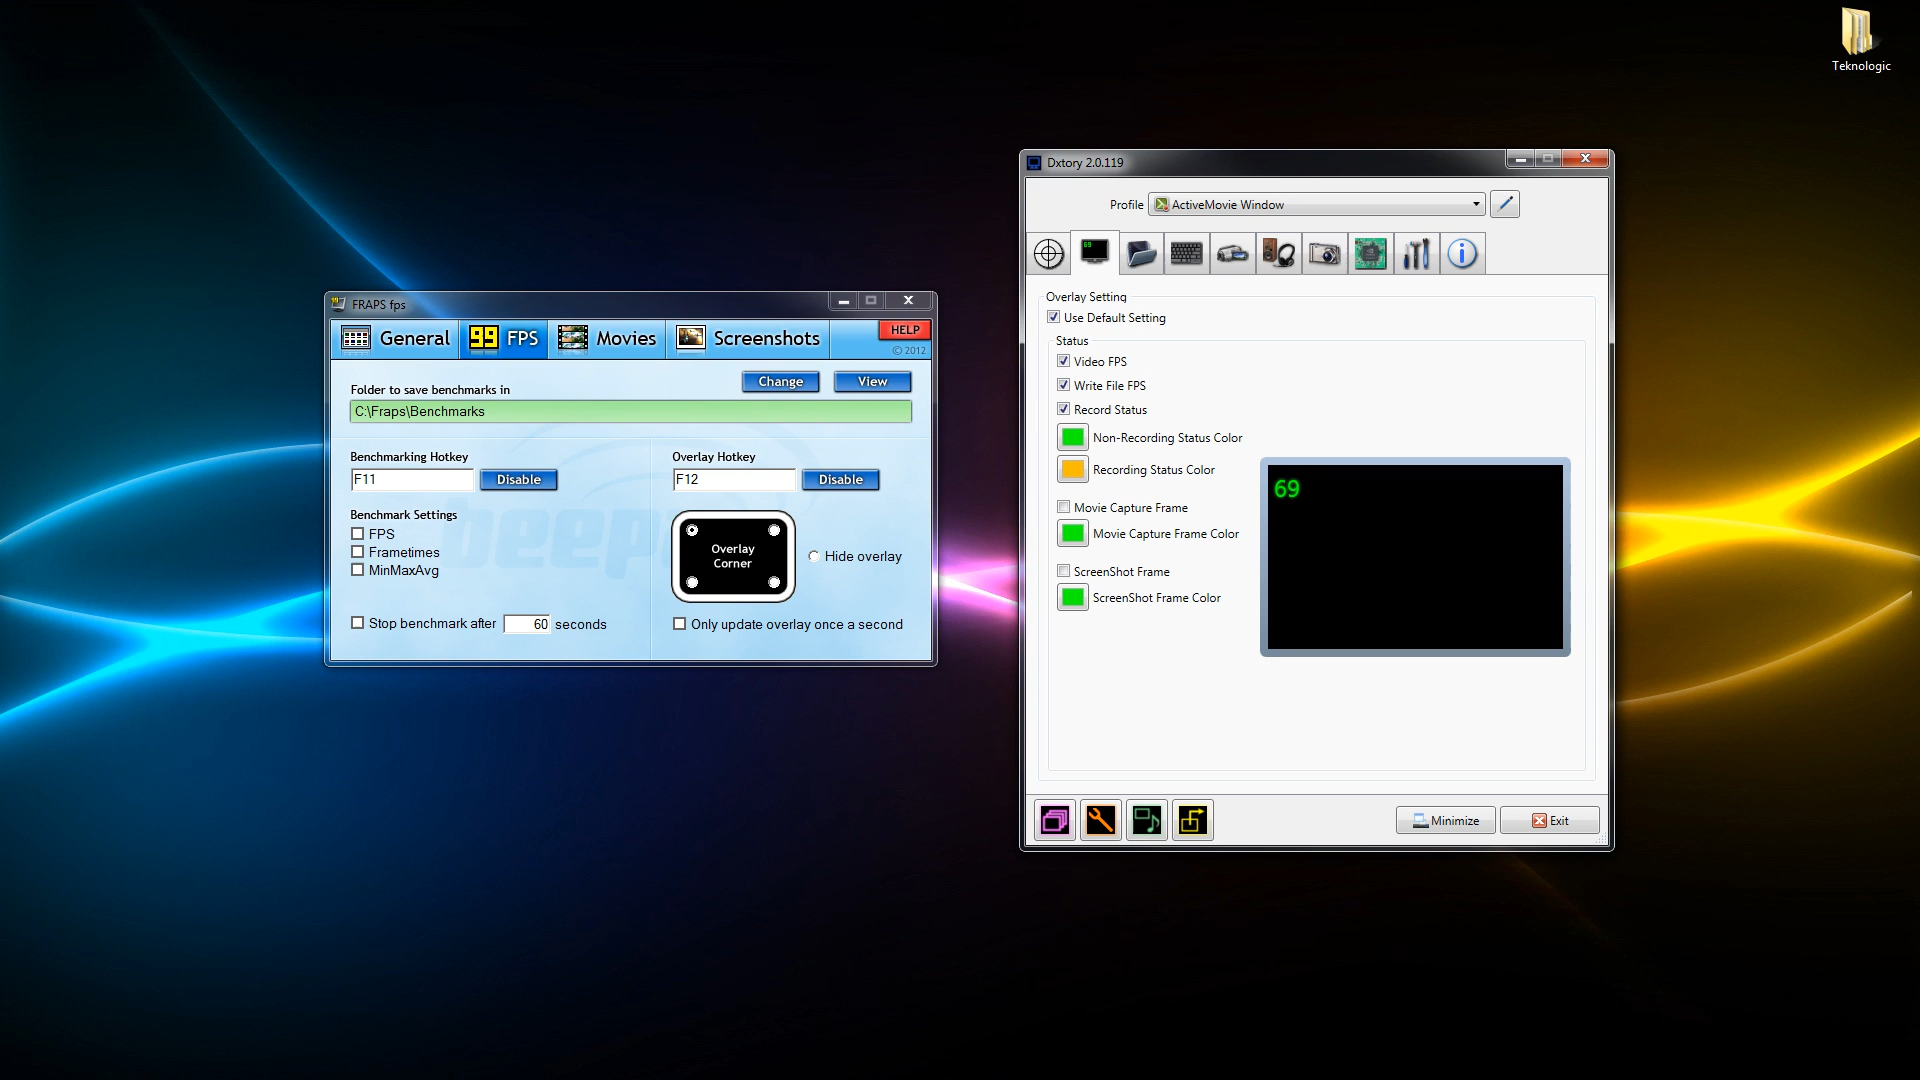 Teknologic
FRAPS fps
General
99 FPS
Movies
Screenshots
HELP
© 2012
Folder to save benchmarks in
Change
View
C:\Fraps\Benchmarks
Benchmarking Hotkey
F11
Disable
Benchmark Settings
FPS
Frametimes
MinMaxAvg
Stop benchmark after 60 seconds
Overlay Hotkey
F12
Disable
Overlay
Corner
Hide overlay
Only update overlay once a second
Dxtory 2.0.119
Profile ActiveMovie Window
69
Overlay Setting
Use Default Setting
Status
Video FPS
Write File FPS
Record Status
Non-Recording Status Color
Recording Status Color
Movie Capture Frame
Movie Capture Frame Color
ScreenShot Frame
ScreenShot Frame Color
69
Minimize
Exit